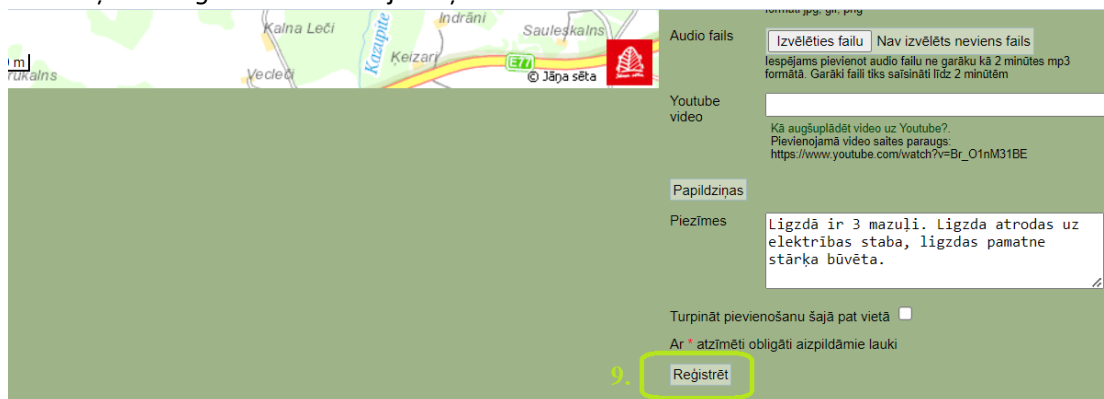 Kalna Leči
Kazupīte
Indrāni
Sauleskalns
Ķeizari
E77
m
Vecleči
© Jāņa sēta
formāti jpg, gif, png
Audio fails
Izvēlēties failu Nav izvēlēts neviens fails
Iespējams pievienot audio failu ne garāku kā 2 minūtes mp3
formātā. Garāki faili tiks saīsināti līdz 2 minūtēm
Youtube
video
Kā augšuplādēt video uz Youtube?.
Pievienojamā video saites paraugs:
https://www.youtube.com/watch?v=Br_O1nM31BE
Papildziņas
Piezīmes
Ligzdā ir 3 mazuļi. Ligzda atrodas uz
elektrības staba, ligzdas pamatne
stārķa būvēta.
Turpināt pievienošanu šajā pat vietā
Ar * atzīmēti obligāti aizpildāmie lauki
9. Reģistrēt